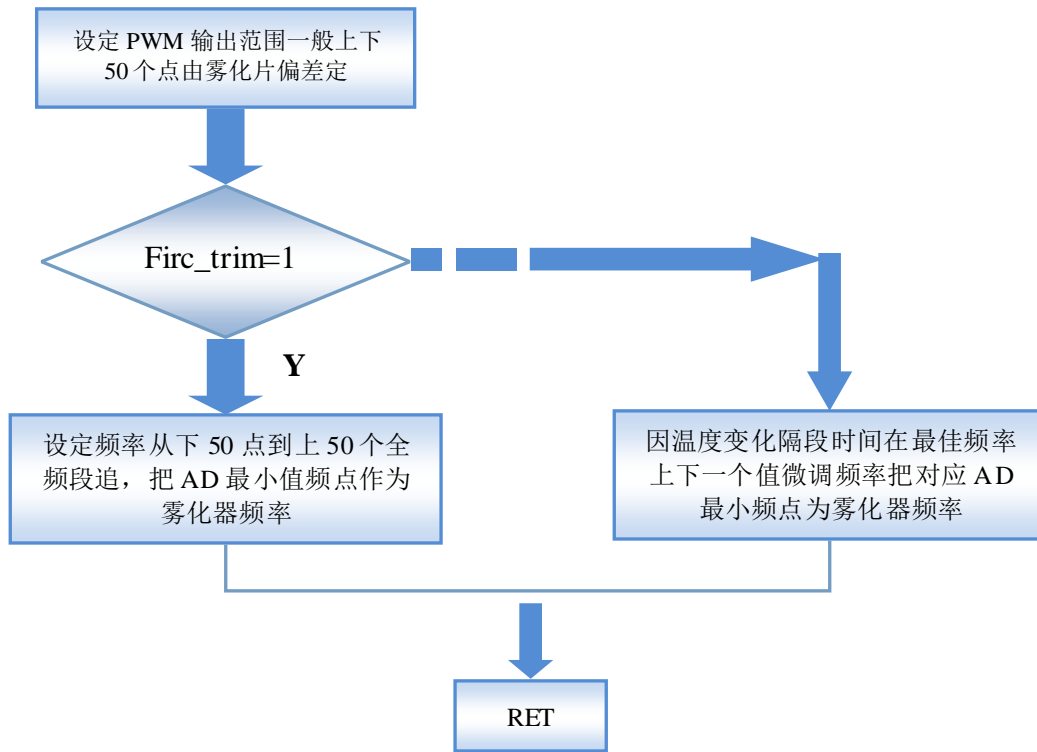 设定 PWM 输出范围一般上下
50 个点由雾化片偏差定
Firc_trim=1
Y
设定频率从下 50 点到上 50 个全
频段追，把 AD 最小值频点作为
雾化器频率
因温度变化隔段时间在最佳频率
上下一个值微调频率把对应 AD
最小频点为雾化器频率
RET